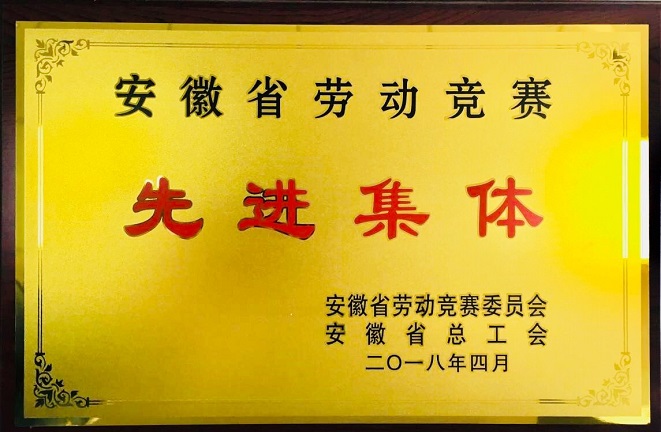 安徽省劳动竞赛
先进集体
安徽省劳动竞赛委员会
安徽省总工会
二〇一八年四月